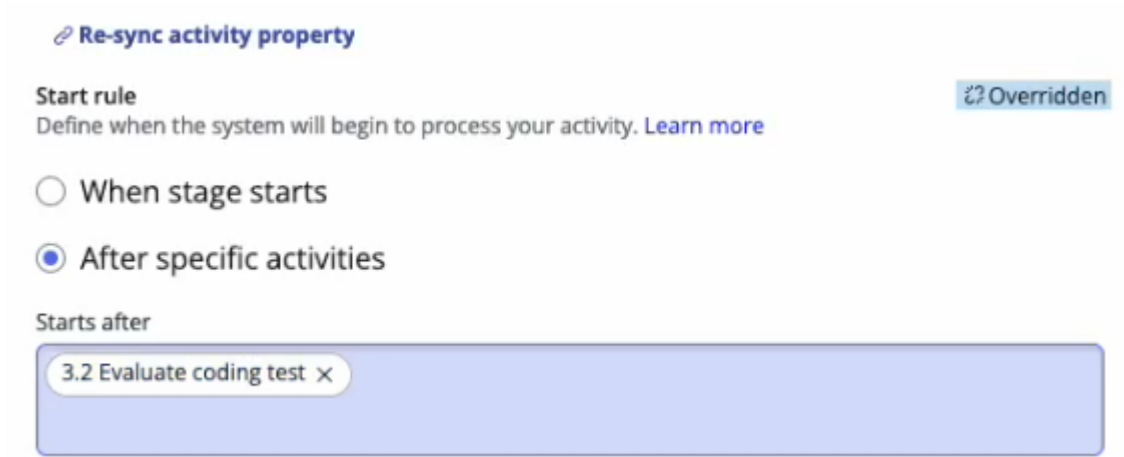 Re-sync activity property
Start rule
Overridden
Define when the system will begin to process your activity. Learn more
When stage starts
After specific activities
Starts after
3.2 Evaluate coding test ×